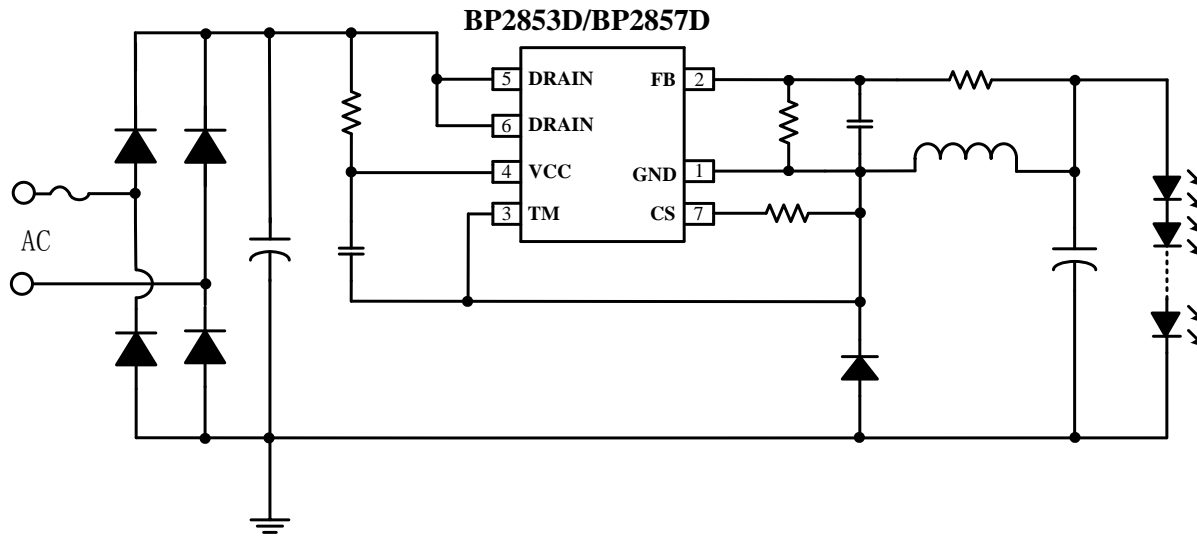 BP2853D/BP2857D
5 DRAIN FB 2
6 DRAIN
4 VCC GND 1
3 TM CS 7
AC